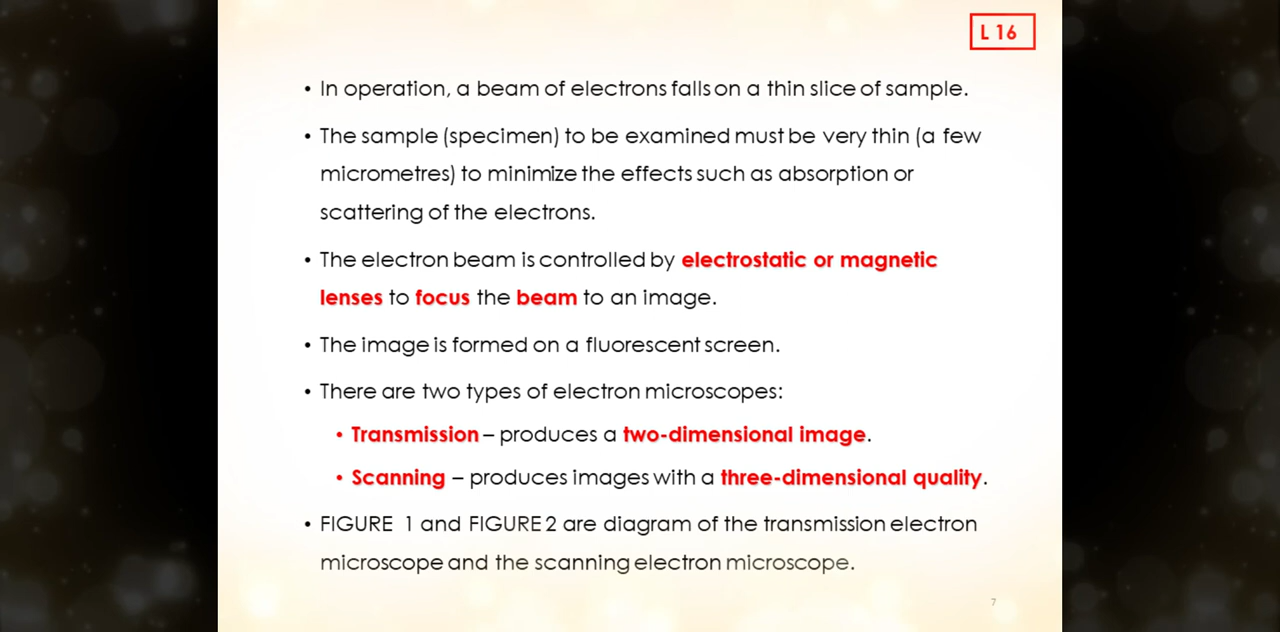 L 16
• In operation, a beam of electrons falls on a thin slice of sample.
• The sample (specimen) to be examined must be very thin (a few
micrometres) to minimize the effects such as absorption or
scattering of the electrons.
• The electron beam is controlled by electrostatic or magnetic
lenses to focus the beam to an image.
• The image is formed on a fluorescent screen.
• There are two types of electron microscopes:
• Transmission – produces a two-dimensional image.
• Scanning – produces images with a three-dimensional quality.
• FIGURE 1 and FIGURE 2 are diagram of the transmission electron
microscope and the scanning electron microscope.
7